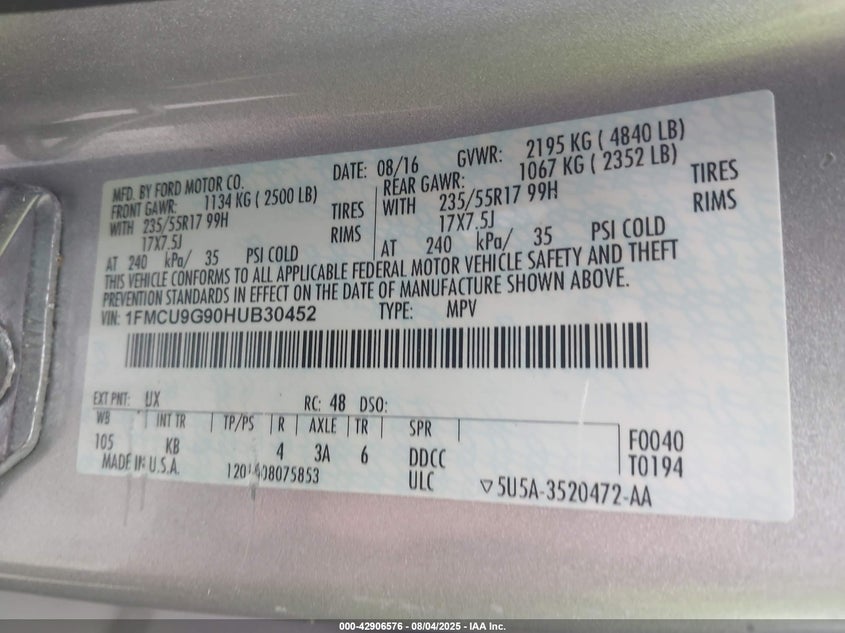 MFD. BY FORD MOTOR CO.
DATE: 08/16 GVWR: 2195 KG ( 4840 LB)
FRONT GAWR: 1134 KG ( 2500 LB) REAR GAWR: 1067 KG ( 2352 LB)
WITH 235/55R17 99H TIRES WITH 235/55R17 99H TIRES
17X7.5J RIMS 17X7.5J RIMS
AT 240 kPa/ 35 PSI COLD AT 240 kPa/ 35 PSI COLD
THIS VEHICLE CONFORMS TO ALL APPLICABLE FEDERAL MOTOR VEHICLE SAFETY AND THEFT
PREVENTION STANDARDS IN EFFECT ON THE DATE OF MANUFACTURE SHOWN ABOVE.
VIN: 1FMCU9G90HUB30452 TYPE: MPV
EXT PNT: UX RC: 48 DSO:
WB INT TR TP/PS R AXLE TR SPR F0040
105 KB 4 3A 6 DDCC T0194
MADE IN U.S.A. ULC 5U5A-3520472-AA
000-42906576 - 08/04/2025 - IAA Inc.